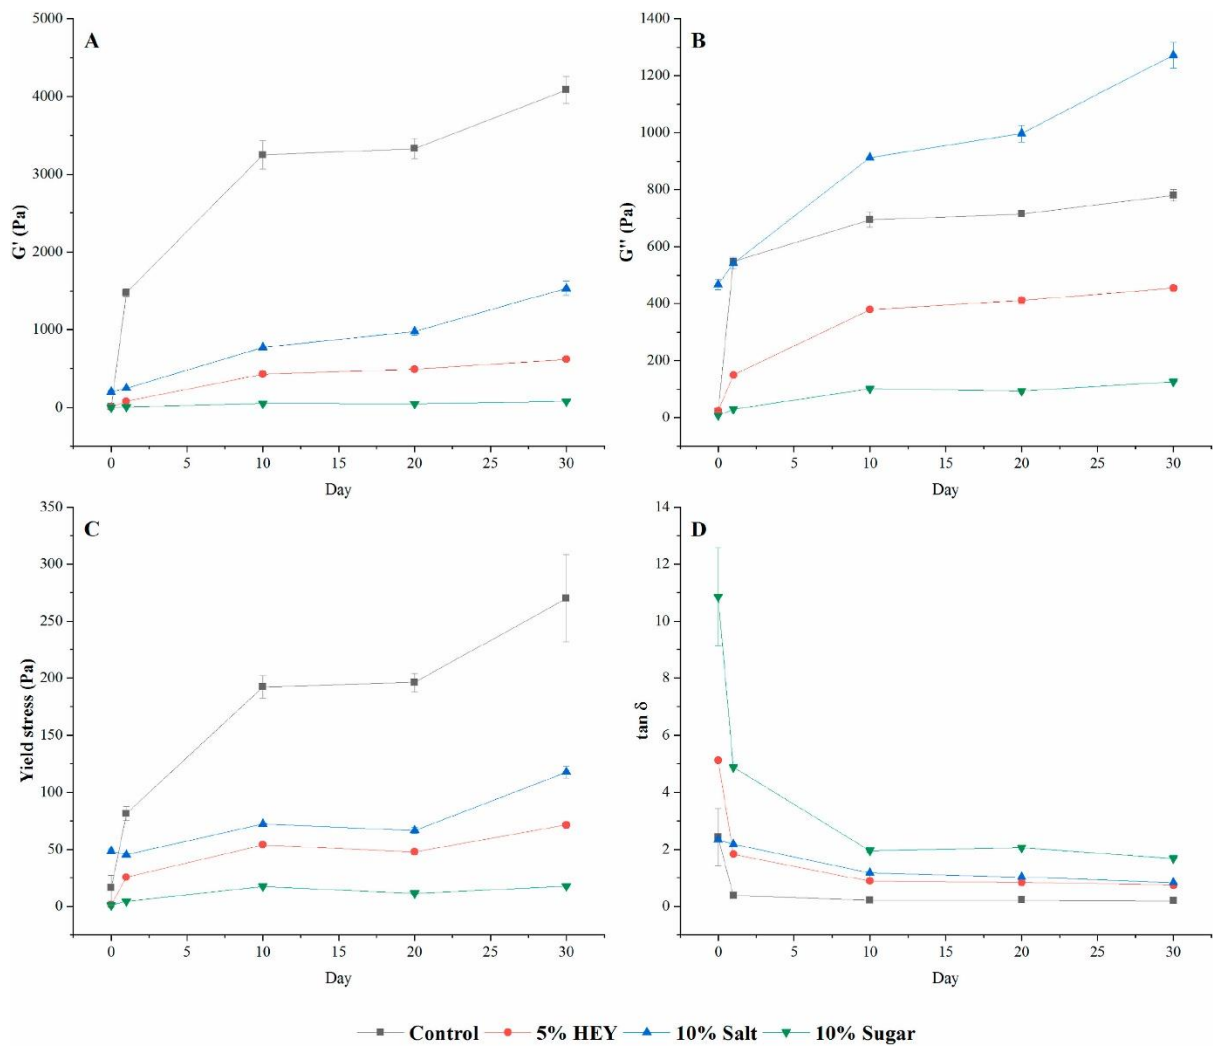 A
5000
4000
3000
2000
1000
0
G' (Pa)
0 5 10 15 20 25 30
Day
B
1400
1200
1000
800
600
400
200
0
G'' (Pa)
0 5 10 15 20 25 30
Day
C
350
300
250
200
150
100
50
0
Yield stress (Pa)
0 5 10 15 20 25 30
Day
D
14
12
10
8
6
4
2
0
tan δ
0 5 10 15 20 25 30
Day
Control 5% HEY 10% Salt 10% Sugar